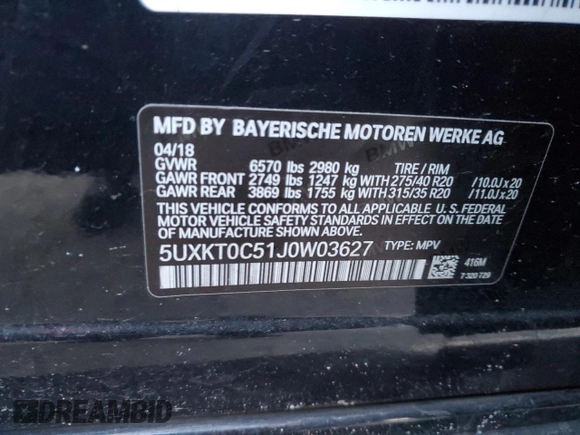 MFD BY BAYERISCHE MOTOREN WERKE AG
04/18
GVWR 6570 lbs 2980 kg TIRE / RIM
GAWR FRONT 2749 lbs 1247 kg WITH 275/40 R20 /10.0J x 20
GAWR REAR 3869 lbs 1755 kg WITH 315/35 R20 /11.0J x 20
THIS VEHICLE CONFORMS TO ALL APPLICABLE U. S. FEDERAL
MOTOR VEHICLE SAFETY STANDARDS IN EFFECT ON THE DATE
OF MANUFACTURE SHOWN ABOVE.
5UXKT0C51J0W03627 TYPE: MPV
416M
7 320 729
DREAMBID